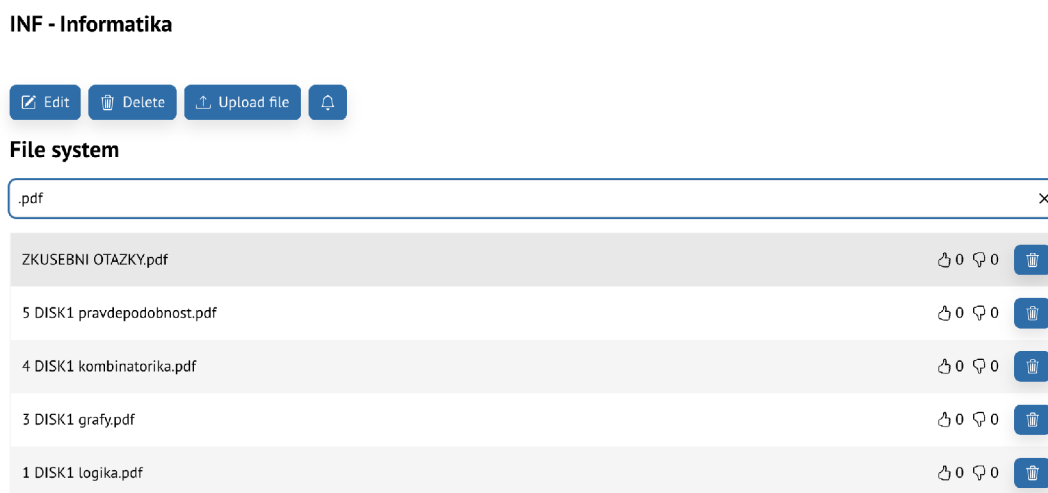 INF - Informatika
Edit Delete Upload file
File system
.pdf
ZKUSEBNI OTAZKY.pdf 0 0
5 DISK1 pravdepodobnost.pdf 0 0
4 DISK1 kombinatorika.pdf 0 0
3 DISK1 grafy.pdf 0 0
1 DISK1 logika.pdf 0 0